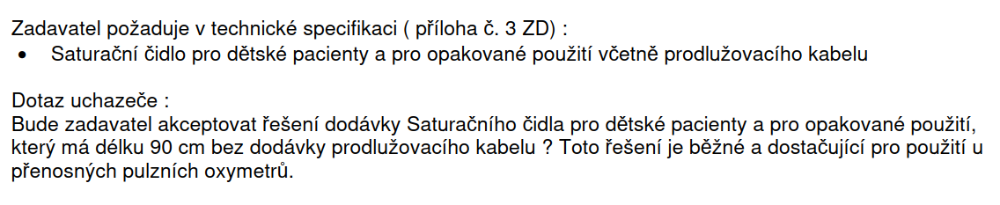 Zadavatel požaduje v technické specifikaci ( příloha č. 3 ZD) :
• Saturační čidlo pro dětské pacienty a pro opakované použití včetně prodlužovacího kabelu
Dotaz uchazeče :
Bude zadavatel akceptovat řešení dodávky Saturačního čidla pro dětské pacienty a pro opakované použití,
který má délku 90 cm bez dodávky prodlužovacího kabelu ? Toto řešení je běžné a dostačující pro použití u
přenosných pulzních oxymetrů.